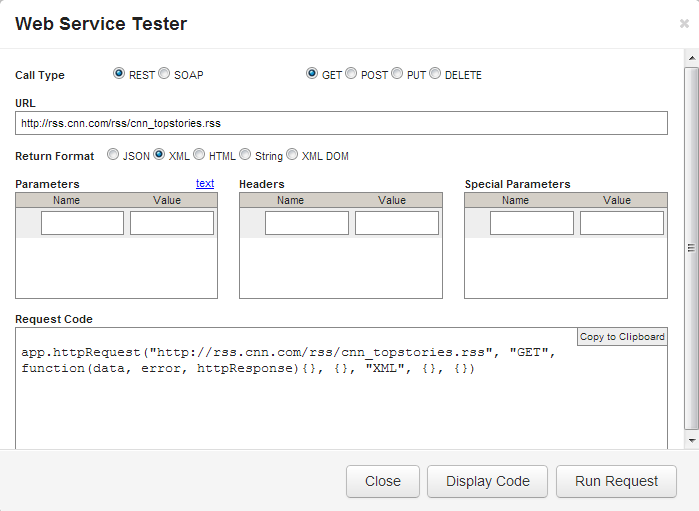 Web Service Tester
Call Type REST SOAP GET POST PUT DELETE
URL
http://rss.cnn.com/rss/cnn_topstories.rss
Return Format JSON XML HTML String XML DOM
Parameters text Headers Special Parameters
Name Value Name Value Name Value
Request Code
Copy to Clipboard
app.httpRequest("http://rss.cnn.com/rss/cnn_topstories.rss", "GET",
function(data, error, httpResponse){}, {}, "XML", {}, {})
Close Display Code Run Request